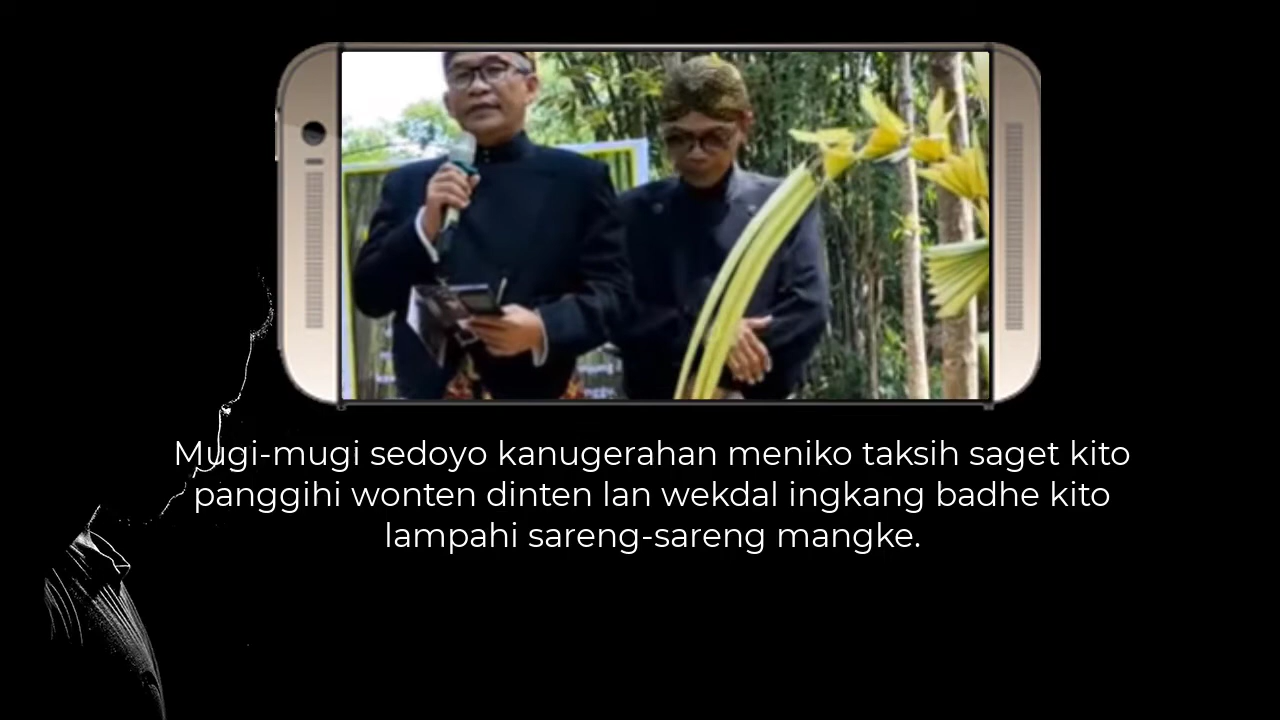 Mugi-mugi sedoyo kanugerahan meniko taksih saget kito
panggihi wonten dinten lan wekdal ingkang badhe kito
lampahi sareng-sareng mangke.